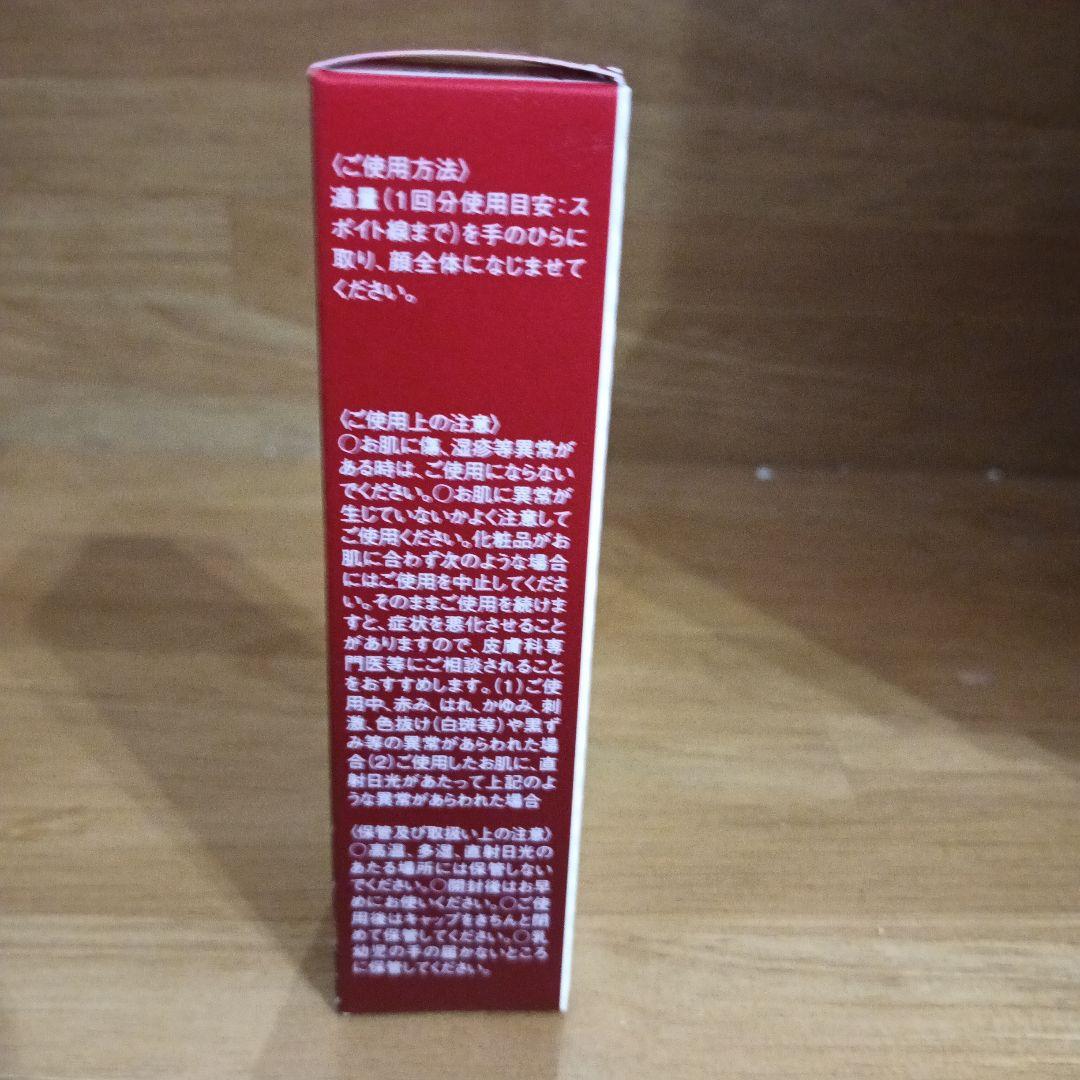 〈ご使用方法〉
適量(1回分使用目安:ス
ポイト線まで)を手のひらに
取り、顔全体になじませて
ください。
〈ご使用上の注意〉
○お肌に傷、湿疹等異常が
ある時は、ご使用にならない
でください。○お肌に異常が
生じていないかよく注意して
ご使用ください。化粧品がお
肌に合わず次のような場合
にはご使用を中止してくださ
い。そのままご使用を続けま
すと、症状を悪化させること
がありますので、皮膚科専
門医等にご相談されること
をおすすめします。(1)ご使
用中、赤み、はれ、かゆみ、刺
激、色抜け(白斑等)や黒ず
み等の異常があらわれた場
合(2)ご使用したお肌に、直
射日光があたって上記のよ
うな異常があらわれた場合
〈保管及び取扱い上の注意〉
○高温、多湿、直射日光の
あたる場所には保管しない
でください。○開封後はお早
めにお使いください。○ご使
用後はキャップをきちんと閉
めて保管してください。○乳
幼児の手の届かないところ
に保管してください。